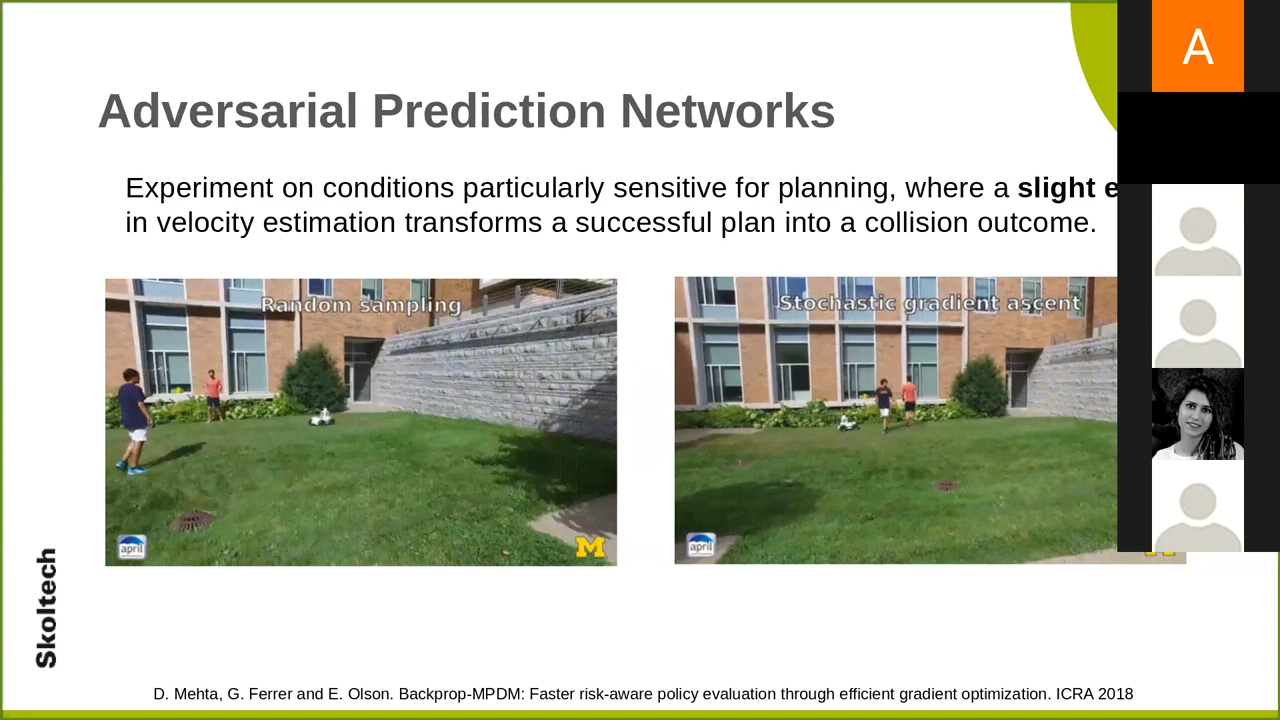 A
Adversarial Prediction Networks
Experiment on conditions particularly sensitive for planning, where a slight e
in velocity estimation transforms a successful plan into a collision outcome.
Random sampling
Stochastic gradient ascent
april
M
april
Skoltech
D. Mehta, G. Ferrer and E. Olson. Backprop-MPDM: Faster risk-aware policy evaluation through efficient gradient optimization. ICRA 2018